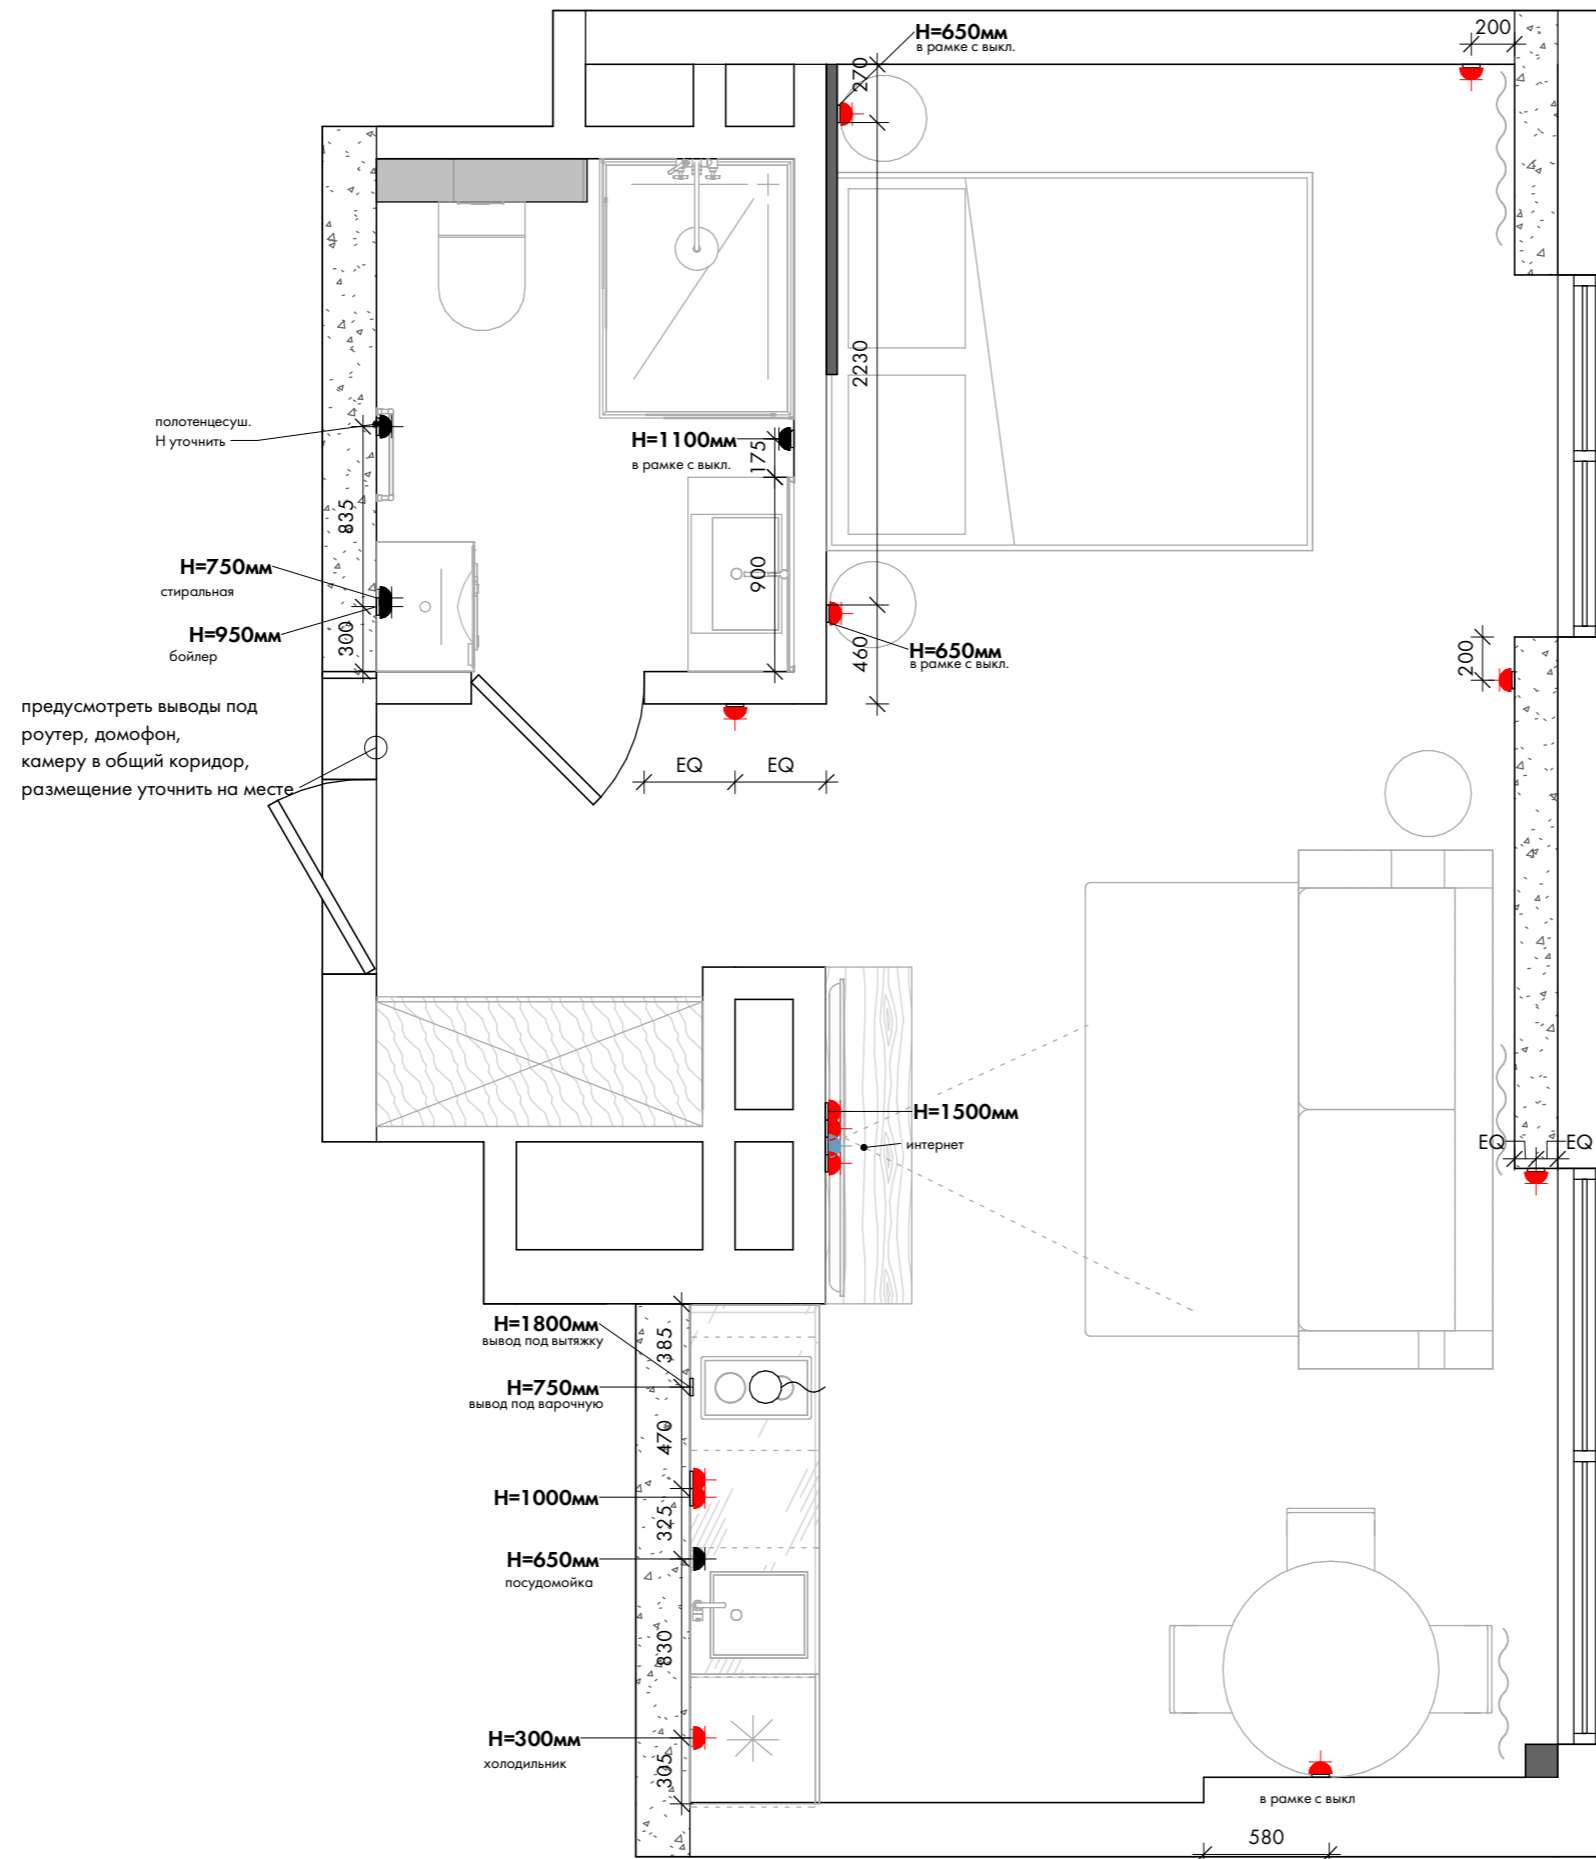 H=650мм
в рамке с выкл.
200
270
2230
полотенцесуш.
Н уточнить
H=1100мм
в рамке с выкл.
175
835
H=750мм
стиральная
900
H=950мм
бойлер
300
460
H=650мм
в рамке с выкл.
200
предусмотреть выводы под
роутер, домофон,
камеру в общий коридор,
размещение уточнить на месте
EQ
EQ
H=1500мм
интернет
EQ
EQ
H=1800мм
вывод под вытяжку
385
H=750мм
вывод под варочную
470
H=1000мм
325
H=650мм
посудомойка
830
H=300мм
холодильник
305
в рамке с выкл
580